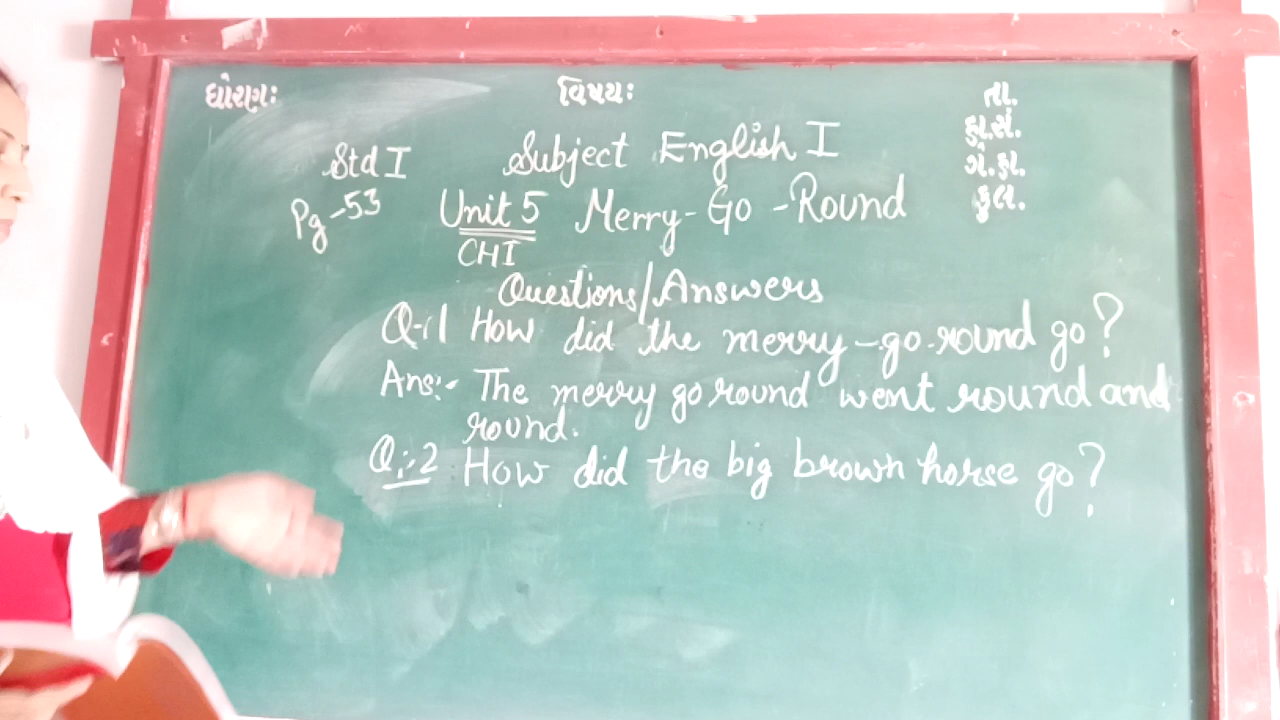 ધોરણઃ વિષયઃ તા.
ક્રા.સં.
ગે.હા.
કુલ.
Std I Subject English I
Pg -53 Unit 5 Merry-Go-Round
CH I
Questions/Answers
Q-:1 How did the merry-go-round go?
Ans:- The merry go round went round and
round.
Q:-2 How did the big brown horse go?